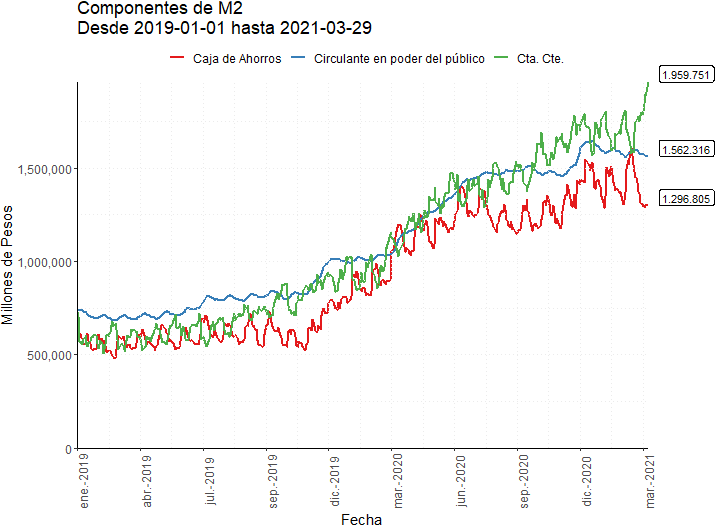 Componentes de M2
Desde 2019-01-01 hasta 2021-03-29
Caja de Ahorros Circulante en poder del público Cta. Cte.
1.959.751
1.562.316
1.296.805
Millones de Pesos
1,500,000
1,000,000
500,000
0
ene.-2019 abr.-2019 jul.-2019 sep.-2019 dic.-2019 mar.-2020 jun.-2020 sep.-2020 dic.-2020 mar.-2021
Fecha